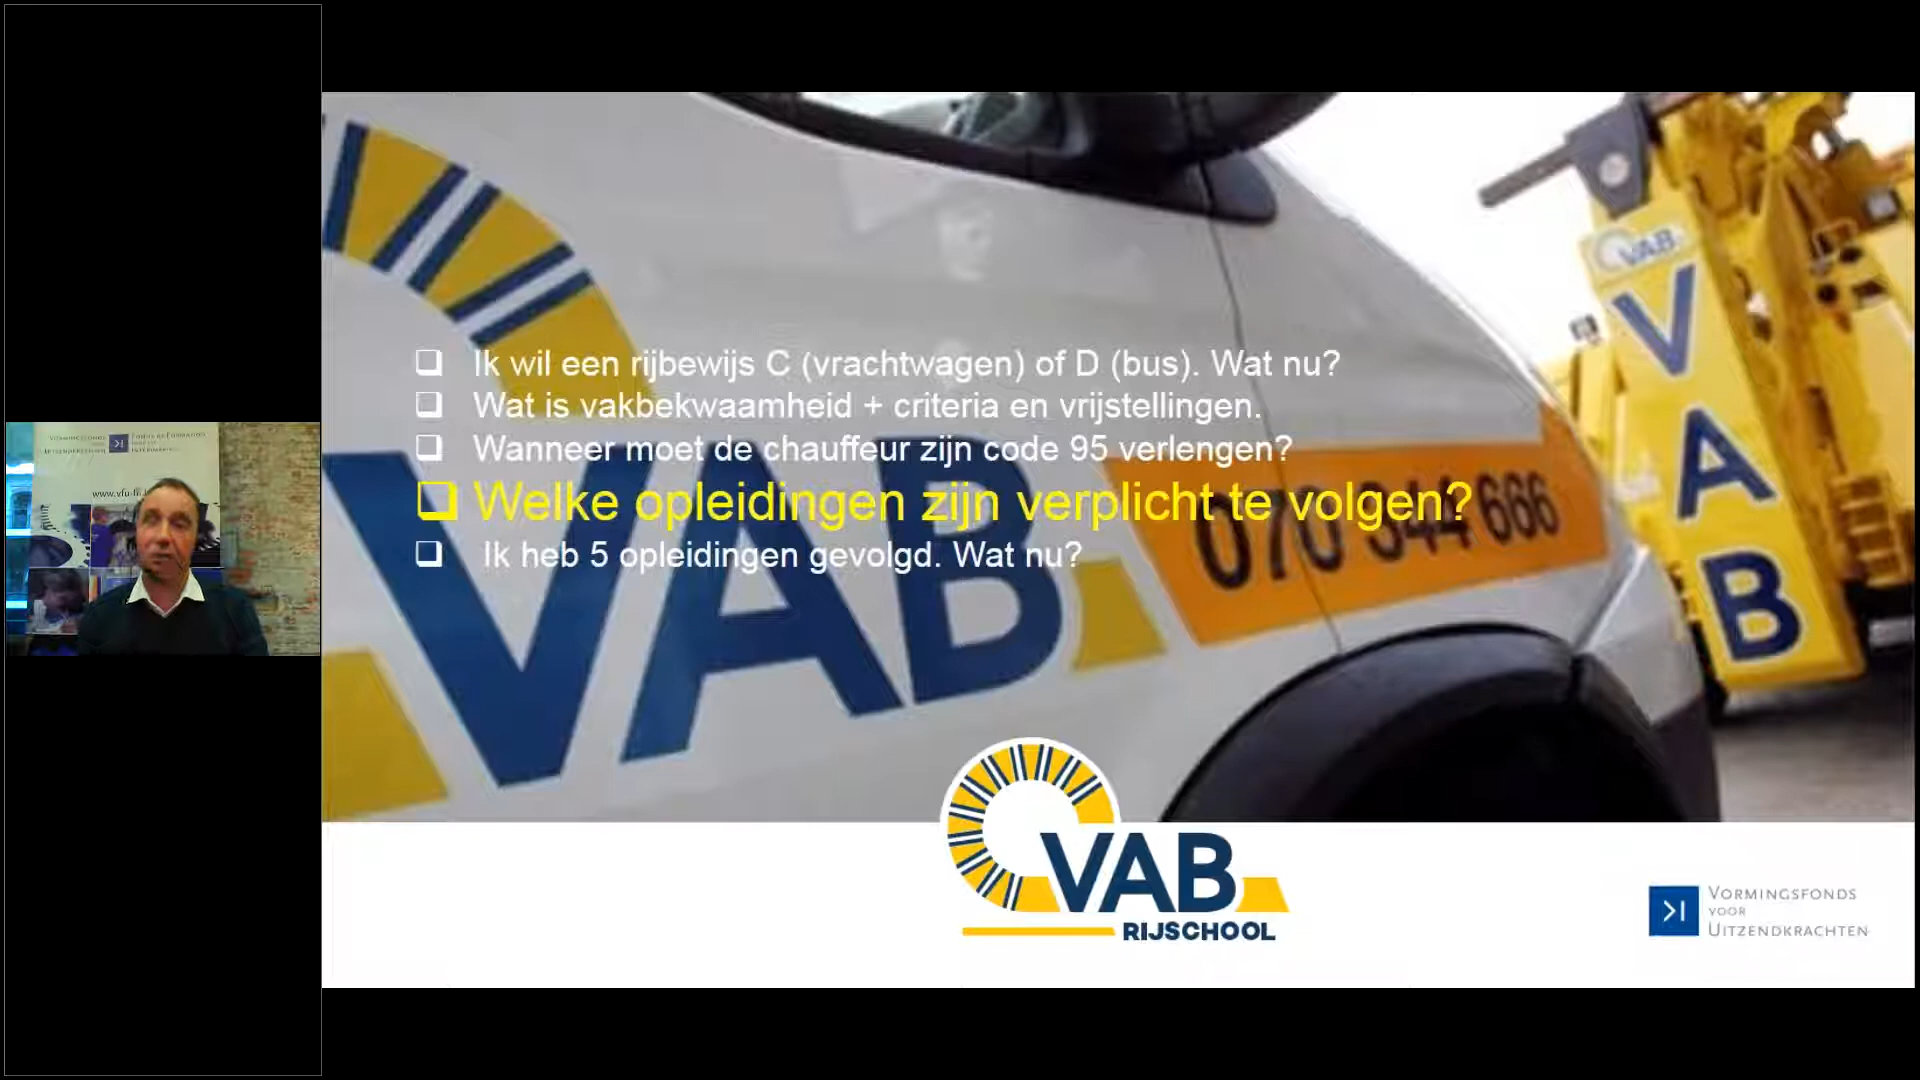 Ik wil een rijbewijs C (vrachtwagen) of D (bus). Wat nu?
Wat is vakbekwaamheid + criteria en vrijstellingen.
Wanneer moet de chauffeur zijn code 95 verlengen?
Welke opleidingen zijn verplicht te volgen?
Ik heb 5 opleidingen gevolgd. Wat nu?
VAB
070 344 666
VAB
VAB
VAB
RIJSCHOOL
VORMINGSFONDS
VOOR
UITZENDKRACHTEN